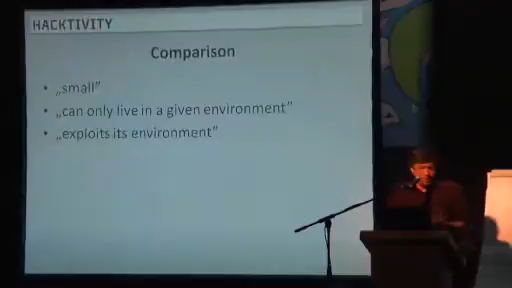 HACKTIVITY
Comparison
• „small”
• „can only live in a given environment”
• „exploits its environment”